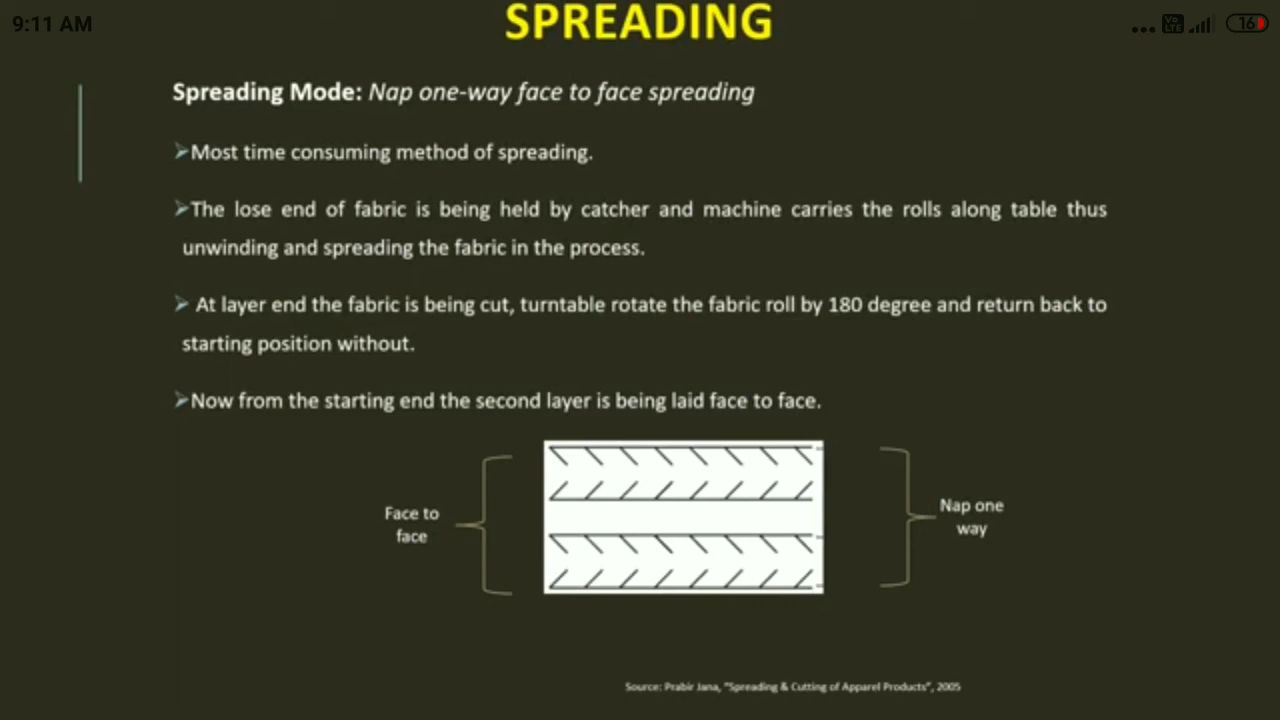 9:11 AM
Vo
LTE
16
SPREADING
Spreading Mode: Nap one-way face to face spreading
➢Most time consuming method of spreading.
➢The lose end of fabric is being held by catcher and machine carries the rolls along table thus
unwinding and spreading the fabric in the process.
➢ At layer end the fabric is being cut, turntable rotate the fabric roll by 180 degree and return back to
starting position without.
➢Now from the starting end the second layer is being laid face to face.
Face to
face
Nap one
way
Source: Prabir Jana, "Spreading & Cutting of Apparel Products", 2005